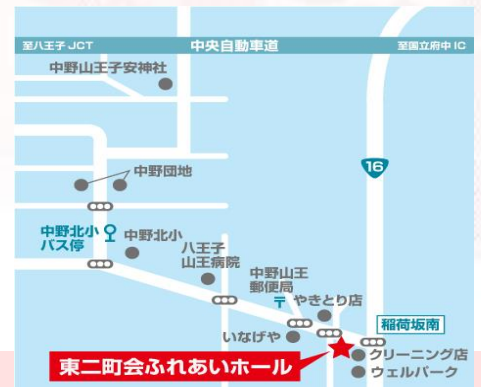 至八王子JCT
中央自動車道
至国立府中IC
中野山王子安神社
16
中野団地
中野北小
バス停
中野北小
八王子
山王病院
中野山王
郵便局
〒
やきとり店
稲荷坂南
いなげや
クリーニング店
東二町会ふれあいホール
ウェルパーク